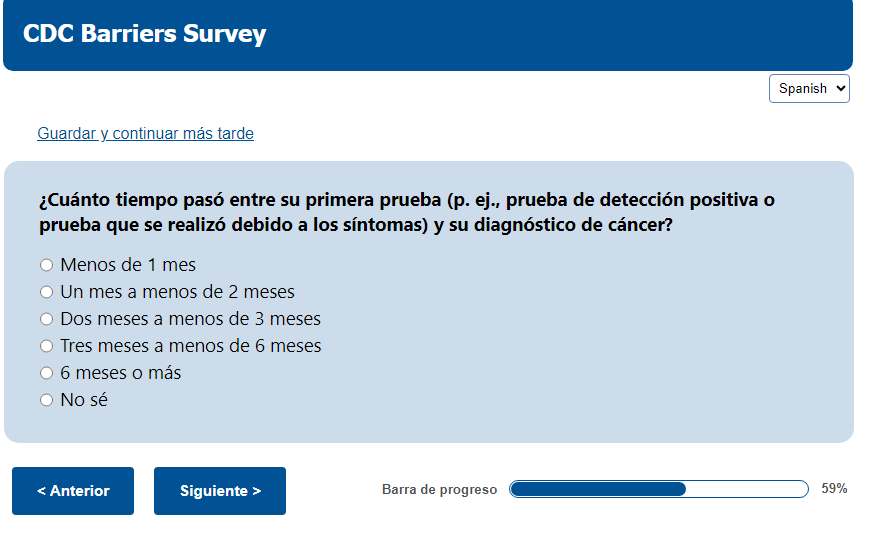 CDC Barriers Survey
Spanish
Guardar y continuar más tarde
¿Cuánto tiempo pasó entre su primera prueba (p. ej., prueba de detección positiva o
prueba que se realizó debido a los síntomas) y su diagnóstico de cáncer?
Menos de 1 mes
Un mes a menos de 2 meses
Dos meses a menos de 3 meses
Tres meses a menos de 6 meses
6 meses o más
No sé
< Anterior
Siguiente >
Barra de progreso
59%